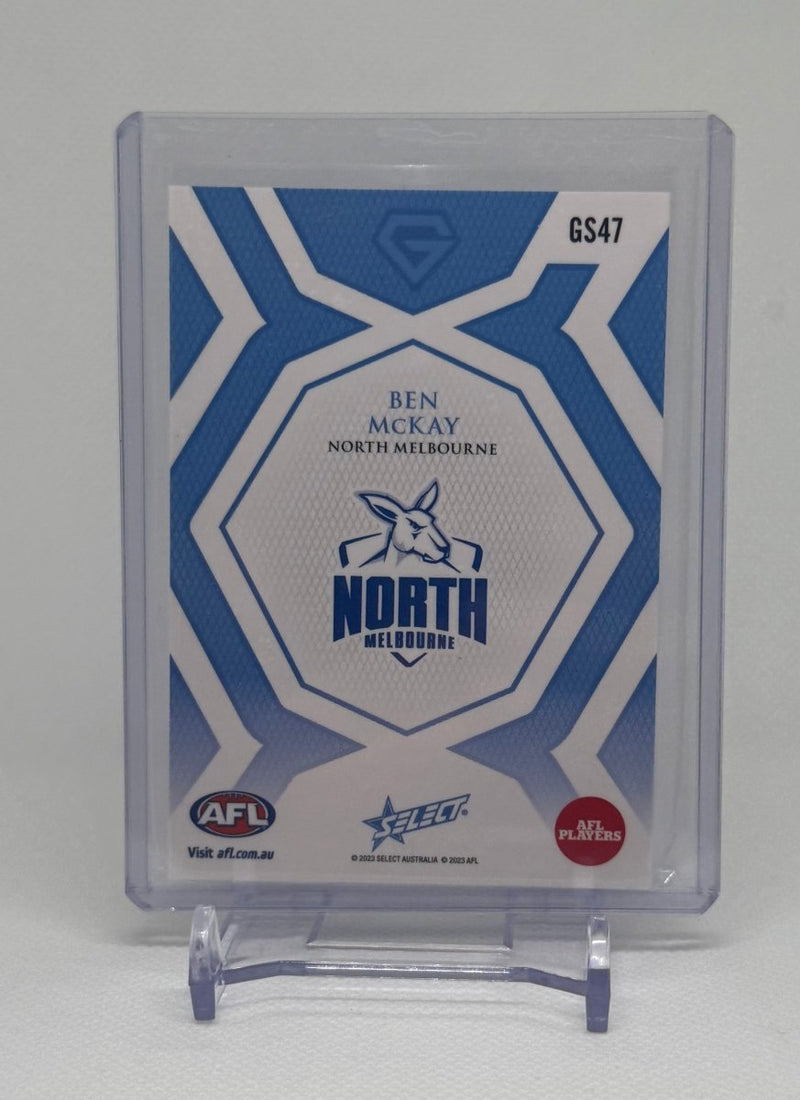 G
GS47
BEN
McKAY
NORTH MELBOURNE
NORTH
MELBOURNE
AFL
Visit afl.com.au
SELECT®
© 2023 SELECT AUSTRALIA © 2023 AFL
AFL
PLAYERS